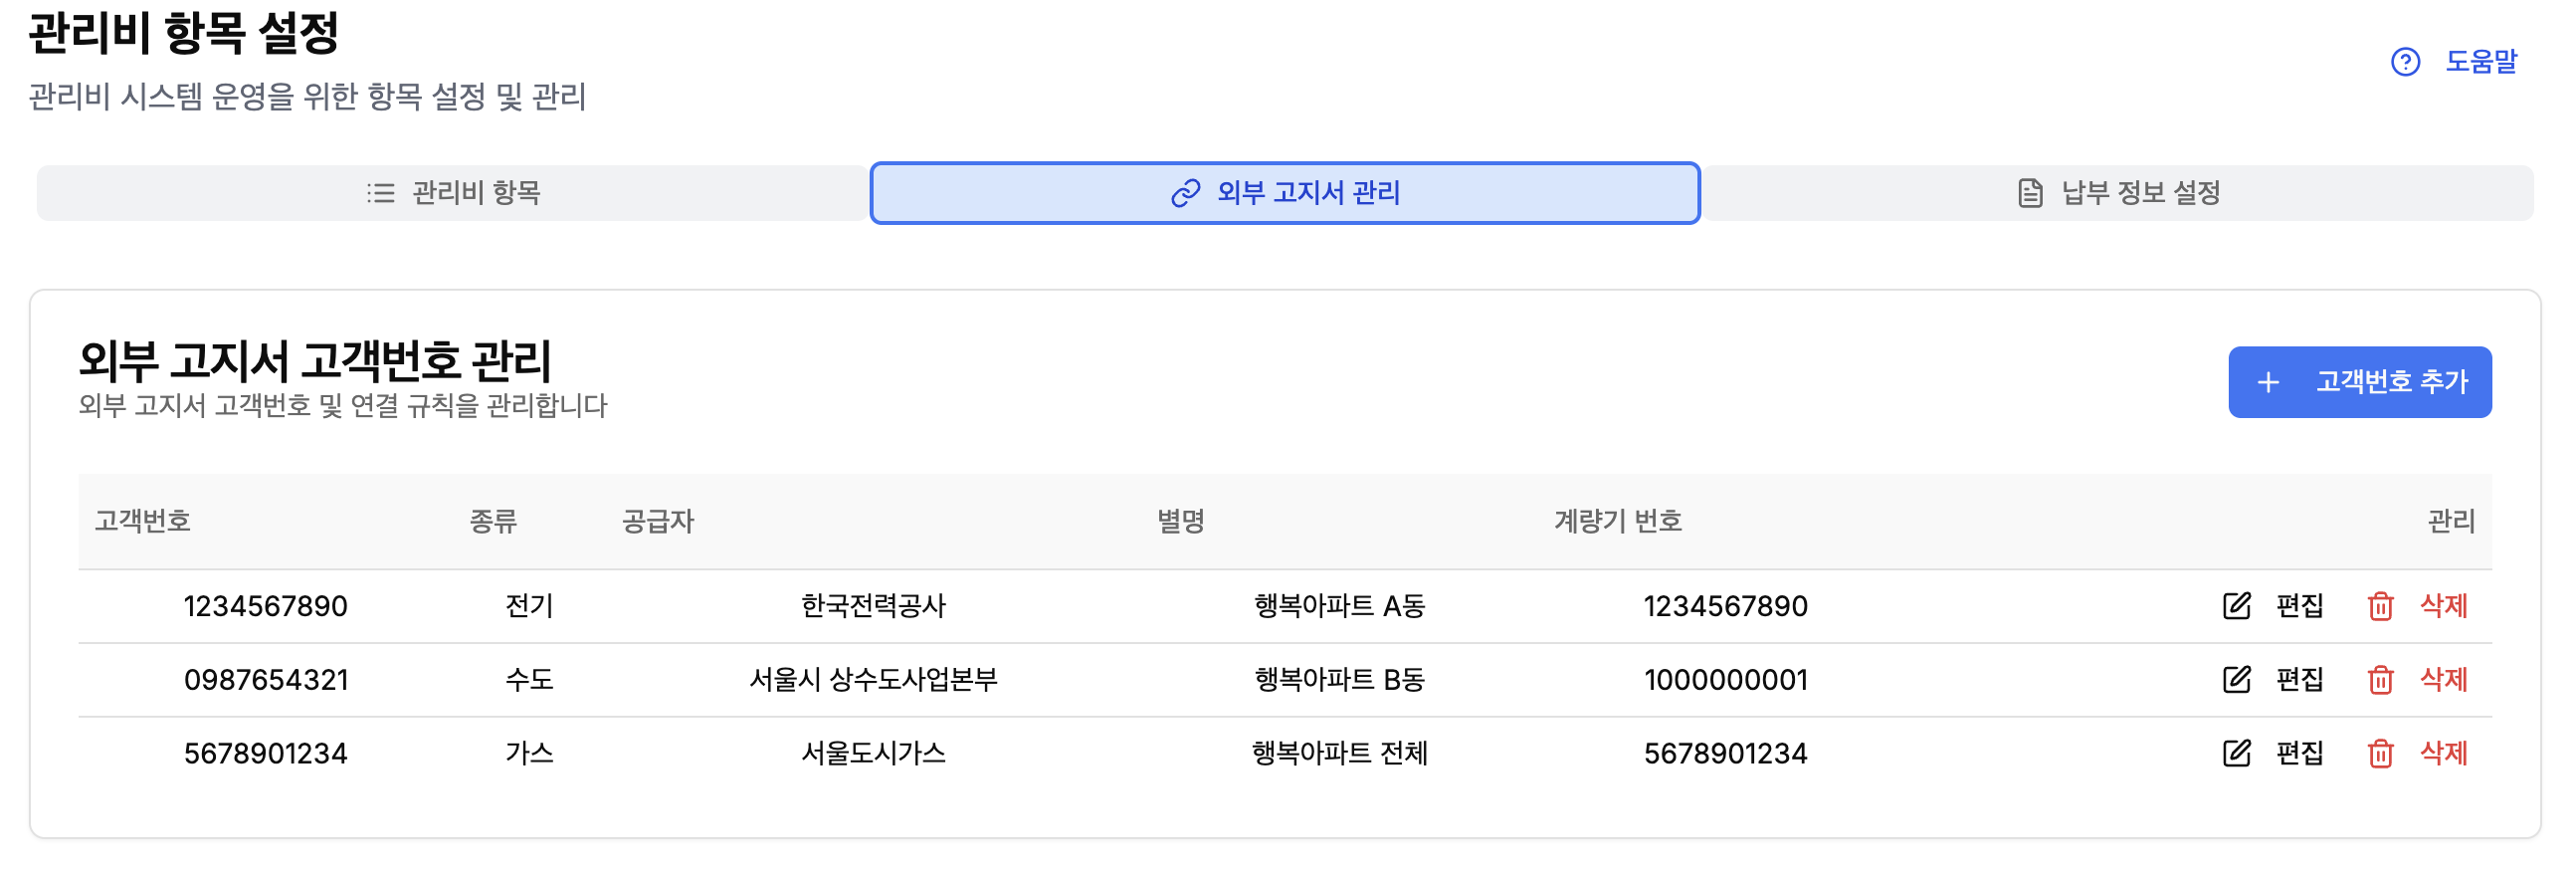 관리비 항목 설정
관리비 시스템 운영을 위한 항목 설정 및 관리
도움말
관리비 항목
외부 고지서 관리
납부 정보 설정
외부 고지서 고객번호 관리
외부 고지서 고객번호 및 연결 규칙을 관리합니다
고객번호 추가
고객번호 종류 공급자 별명 계량기 번호 관리
1234567890 전기 한국전력공사 행복아파트 A동 1234567890 편집 삭제
0987654321 수도 서울시 상수도사업본부 행복아파트 B동 1000000001 편집 삭제
5678901234 가스 서울도시가스 행복아파트 전체 5678901234 편집 삭제